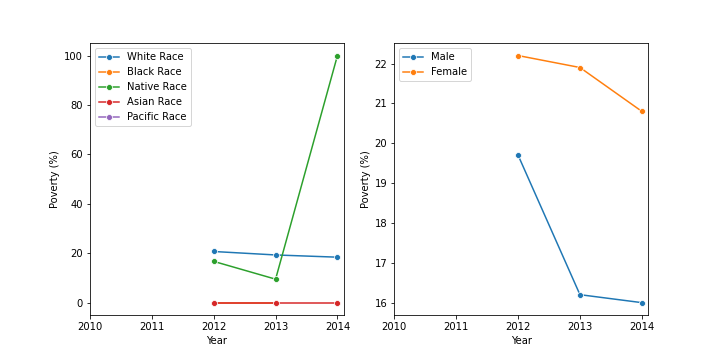 100
80
60
40
20
0
Poverty (%)
2010 2011 2012 2013 2014
Year
White Race
Black Race
Native Race
Asian Race
Pacific Race
22
21
20
19
18
17
16
Poverty (%)
2010 2011 2012 2013 2014
Year
Male
Female